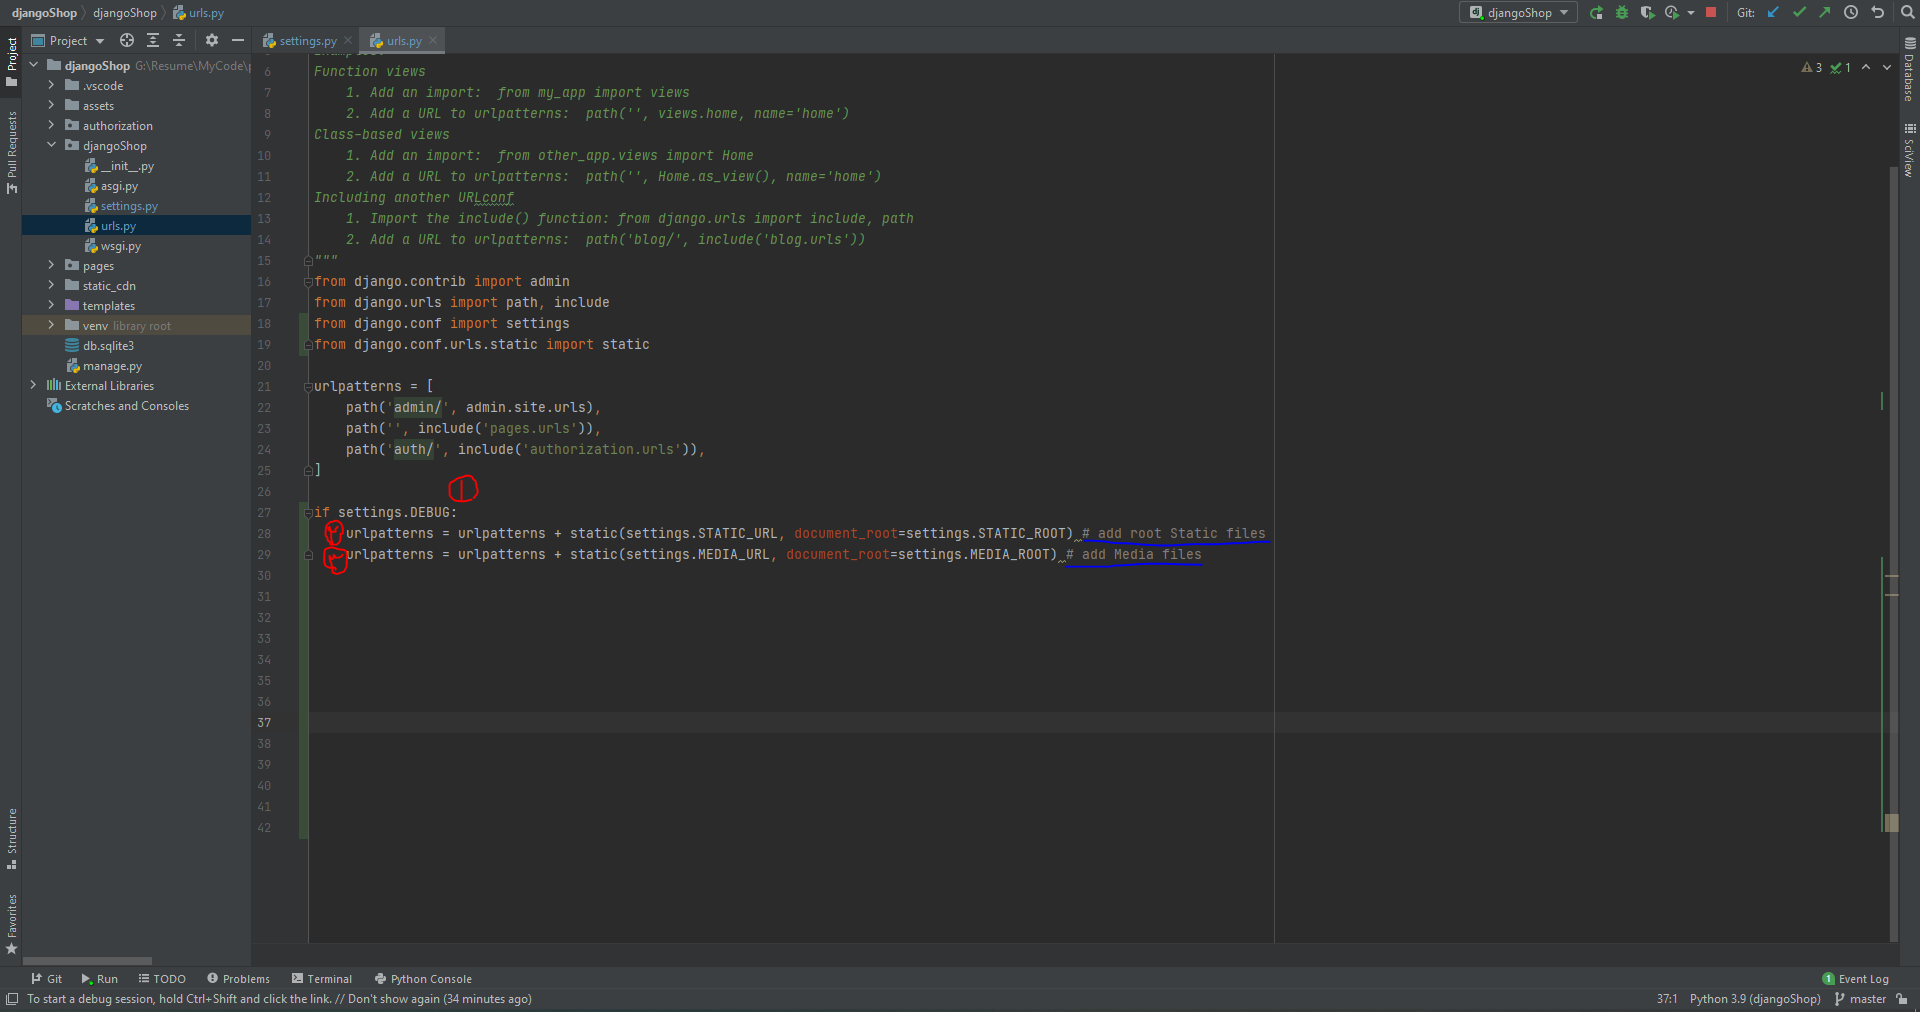 djangoShop djangoShop urls.py djangoShop Git:
Project settings.py urls.py
djangoShop G:\Resume\MyCode\p
.vscode
assets
authorization
djangoShop
__init__.py
asgi.py
settings.py
urls.py
wsgi.py
pages
static_cdn
templates
venv library root
db.sqlite3
manage.py
External Libraries
Scratches and Consoles
Project
Pull Requests
Structure
Favorites
6 Function views
7 1. Add an import:  from my_app import views
8 2. Add a URL to urlpatterns:  path('', views.home, name='home')
9 Class-based views
10 1. Add an import:  from other_app.views import Home
11 2. Add a URL to urlpatterns:  path('', Home.as_view(), name='home')
12 Including another URLconf
13 1. Import the include() function: from django.urls import include, path
14 2. Add a URL to urlpatterns:  path('blog/', include('blog.urls'))
15 """
16 from django.contrib import admin
17 from django.urls import path, include
18 from django.conf import settings
19 from django.conf.urls.static import static
20
21 urlpatterns = [
22 path('admin/', admin.site.urls),
23 path('', include('pages.urls')),
24 path('auth/', include('authorization.urls')),
25 ]
26
27 if settings.DEBUG:
28 urlpatterns = urlpatterns + static(settings.STATIC_URL, document_root=settings.STATIC_ROOT) # add root Static files
29 urlpatterns = urlpatterns + static(settings.MEDIA_URL, document_root=settings.MEDIA_ROOT) # add Media files
30
31
32
33
34
35
36
37
38
39
40
41
42
3 1
Database
SciView
Git Run TODO Problems Terminal Python Console 1 Event Log
To start a debug session, hold Ctrl+Shift and click the link. // Don't show again (34 minutes ago) 37:1 Python 3.9 (djangoShop) master